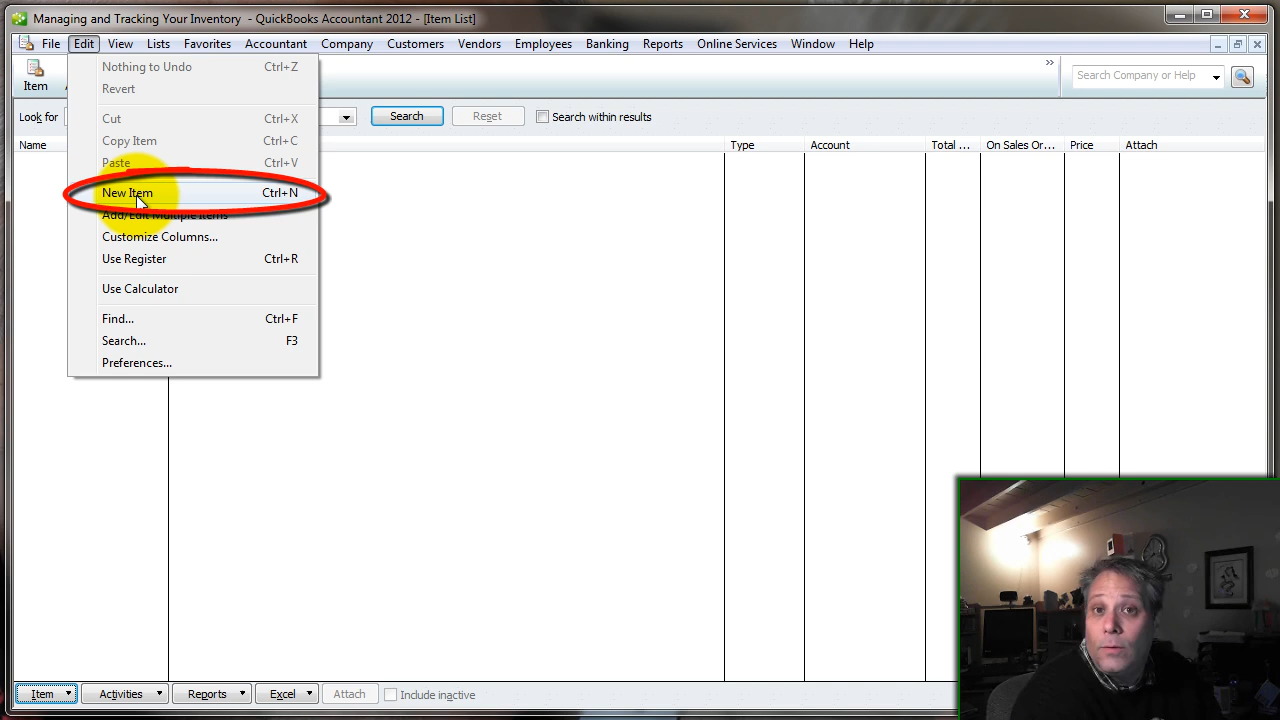 Managing and Tracking Your Inventory - QuickBooks Accountant 2012 - [Item List]
File Edit View Lists Favorites Accountant Company Customers Vendors Employees Banking Reports Online Services Window Help
Item
Search Company or Help
Nothing to Undo Ctrl+Z
Revert
Look for Search Reset Search within results
Cut Ctrl+X
Copy Item Ctrl+C
Name Type Account Total ... On Sales Or... Price Attach
Paste Ctrl+V
New Item Ctrl+N
Add/Edit Multiple Items
Customize Columns...
Use Register Ctrl+R
Use Calculator
Find... Ctrl+F
Search... F3
Preferences...
Item Activities Reports Excel Attach Include inactive